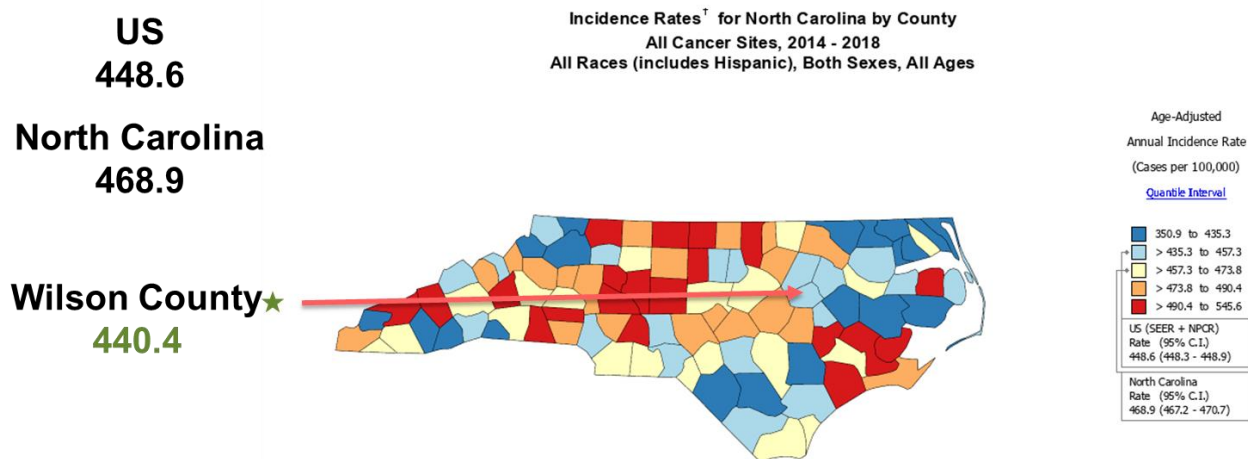 US
448.6
North Carolina
468.9
Wilson County
440.4
Incidence Rates† for North Carolina by County
All Cancer Sites, 2014 - 2018
All Races (includes Hispanic), Both Sexes, All Ages
Age-Adjusted
Annual Incidence Rate
(Cases per 100,000)
Quantile Interval
350.9 to 435.3
> 435.3 to 457.3
> 457.3 to 473.8
> 473.8 to 490.4
> 490.4 to 545.6
US (SEER + NPCR)
Rate (95% C.I.)
448.6 (448.3 - 448.9)
North Carolina
Rate (95% C.I.)
468.9 (467.2 - 470.7)